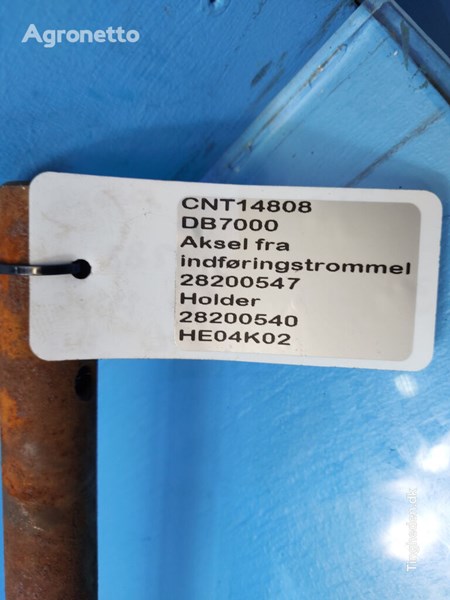 Agronetto
CNT14808
DB7000
Aksel fra
indføringstrommel
28200547
Holder
28200540
HE04K02